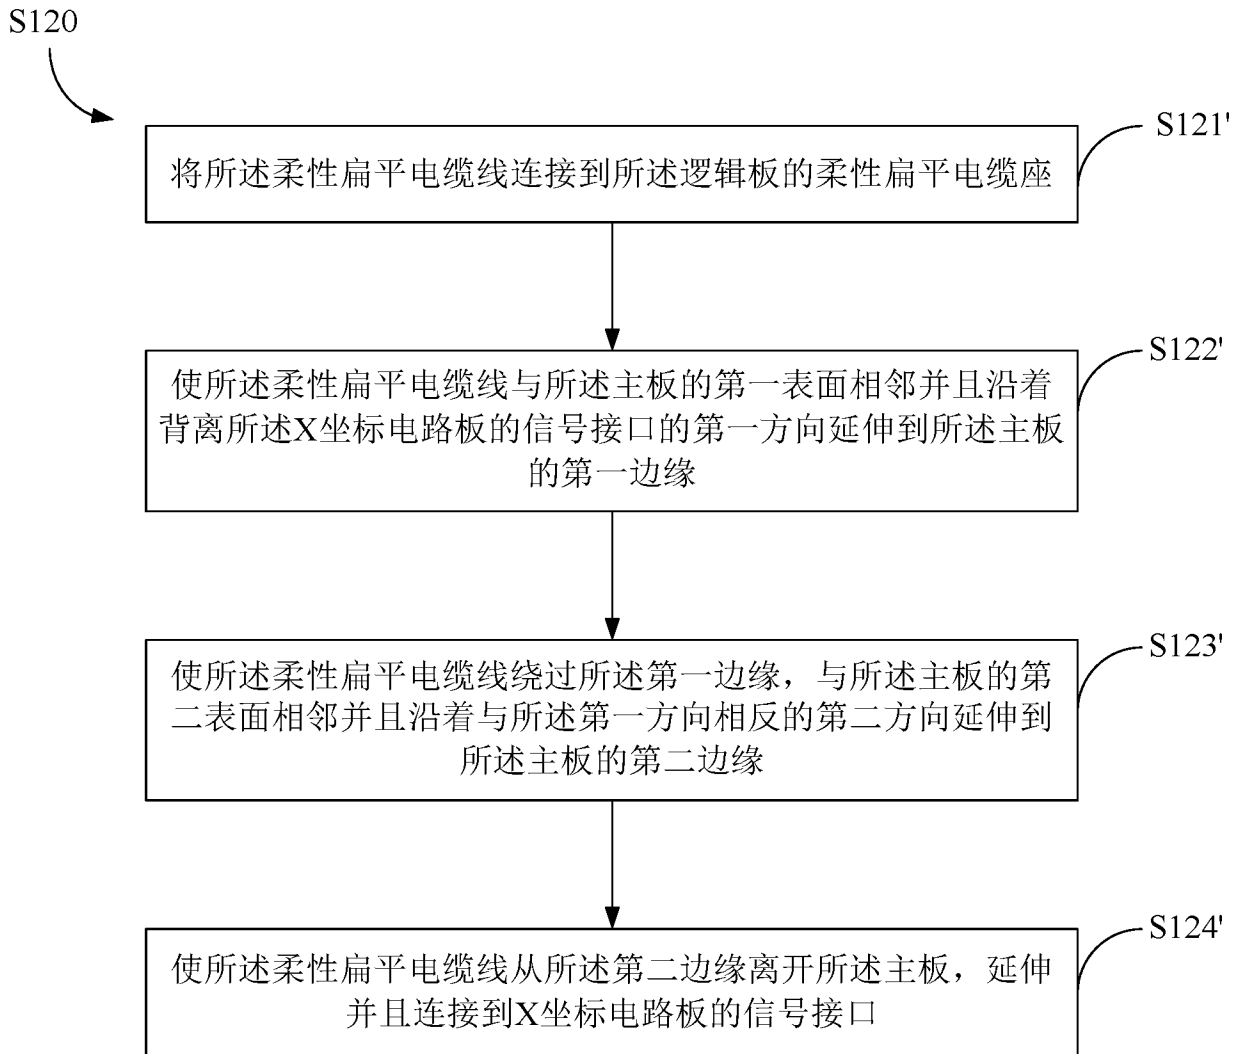 S120
S121'
将所述柔性扁平电缆线连接到所述逻辑板的柔性扁平电缆座
S122'
使所述柔性扁平电缆线与所述主板的第一表面相邻并且沿着
背离所述X坐标电路板的信号接口的第一方向延伸到所述主板
的第一边缘
S123'
使所述柔性扁平电缆线绕过所述第一边缘，与所述主板的第
二表面相邻并且沿着与所述第一方向相反的第二方向延伸到
所述主板的第二边缘
S124'
使所述柔性扁平电缆线从所述第二边缘离开所述主板，延伸
并且连接到X坐标电路板的信号接口